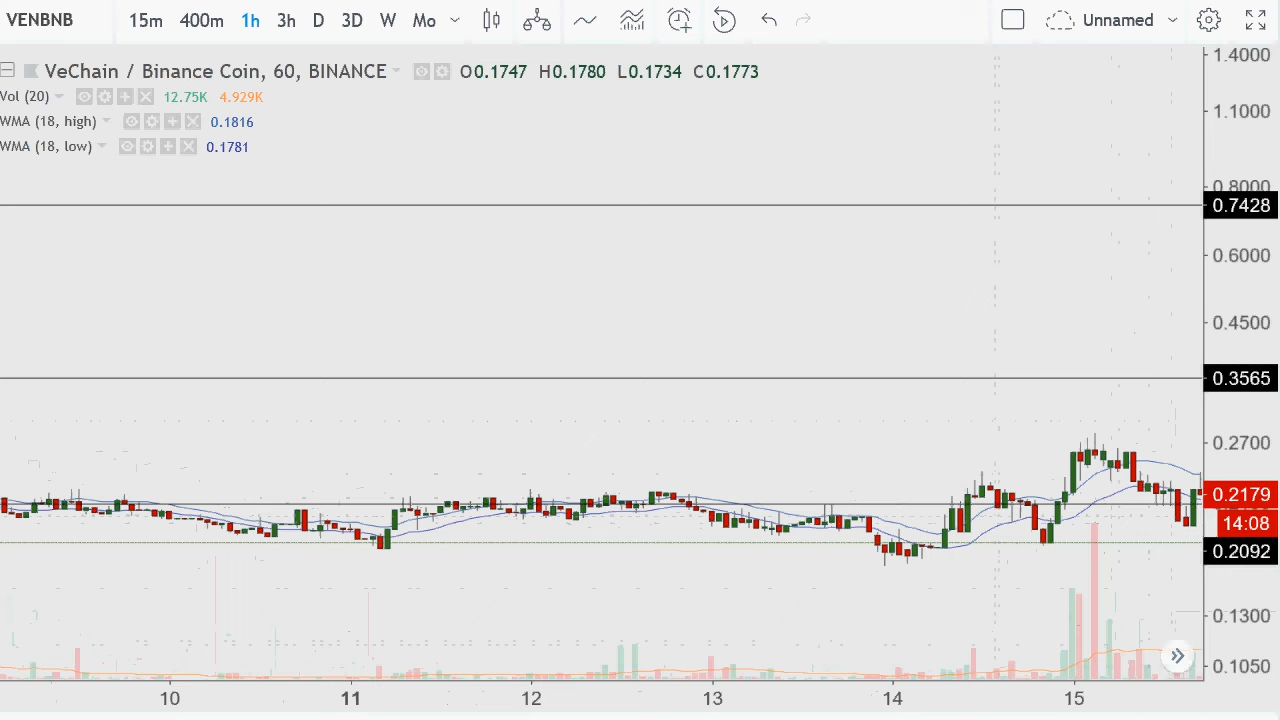 VENBNB 15m 400m 1h 3h D 3D W Mo Unnamed
VeChain / Binance Coin, 60, BINANCE O0.1747 H0.1780 L0.1734 C0.1773
Vol (20) 12.75K 4.929K
WMA (18, high) 0.1816
WMA (18, low) 0.1781
1.4000
1.1000
0.8000
0.7428
0.6000
0.4500
0.3565
0.2700
0.2179
14:08
0.2092
0.1300
0.1050
10 11 12 13 14 15